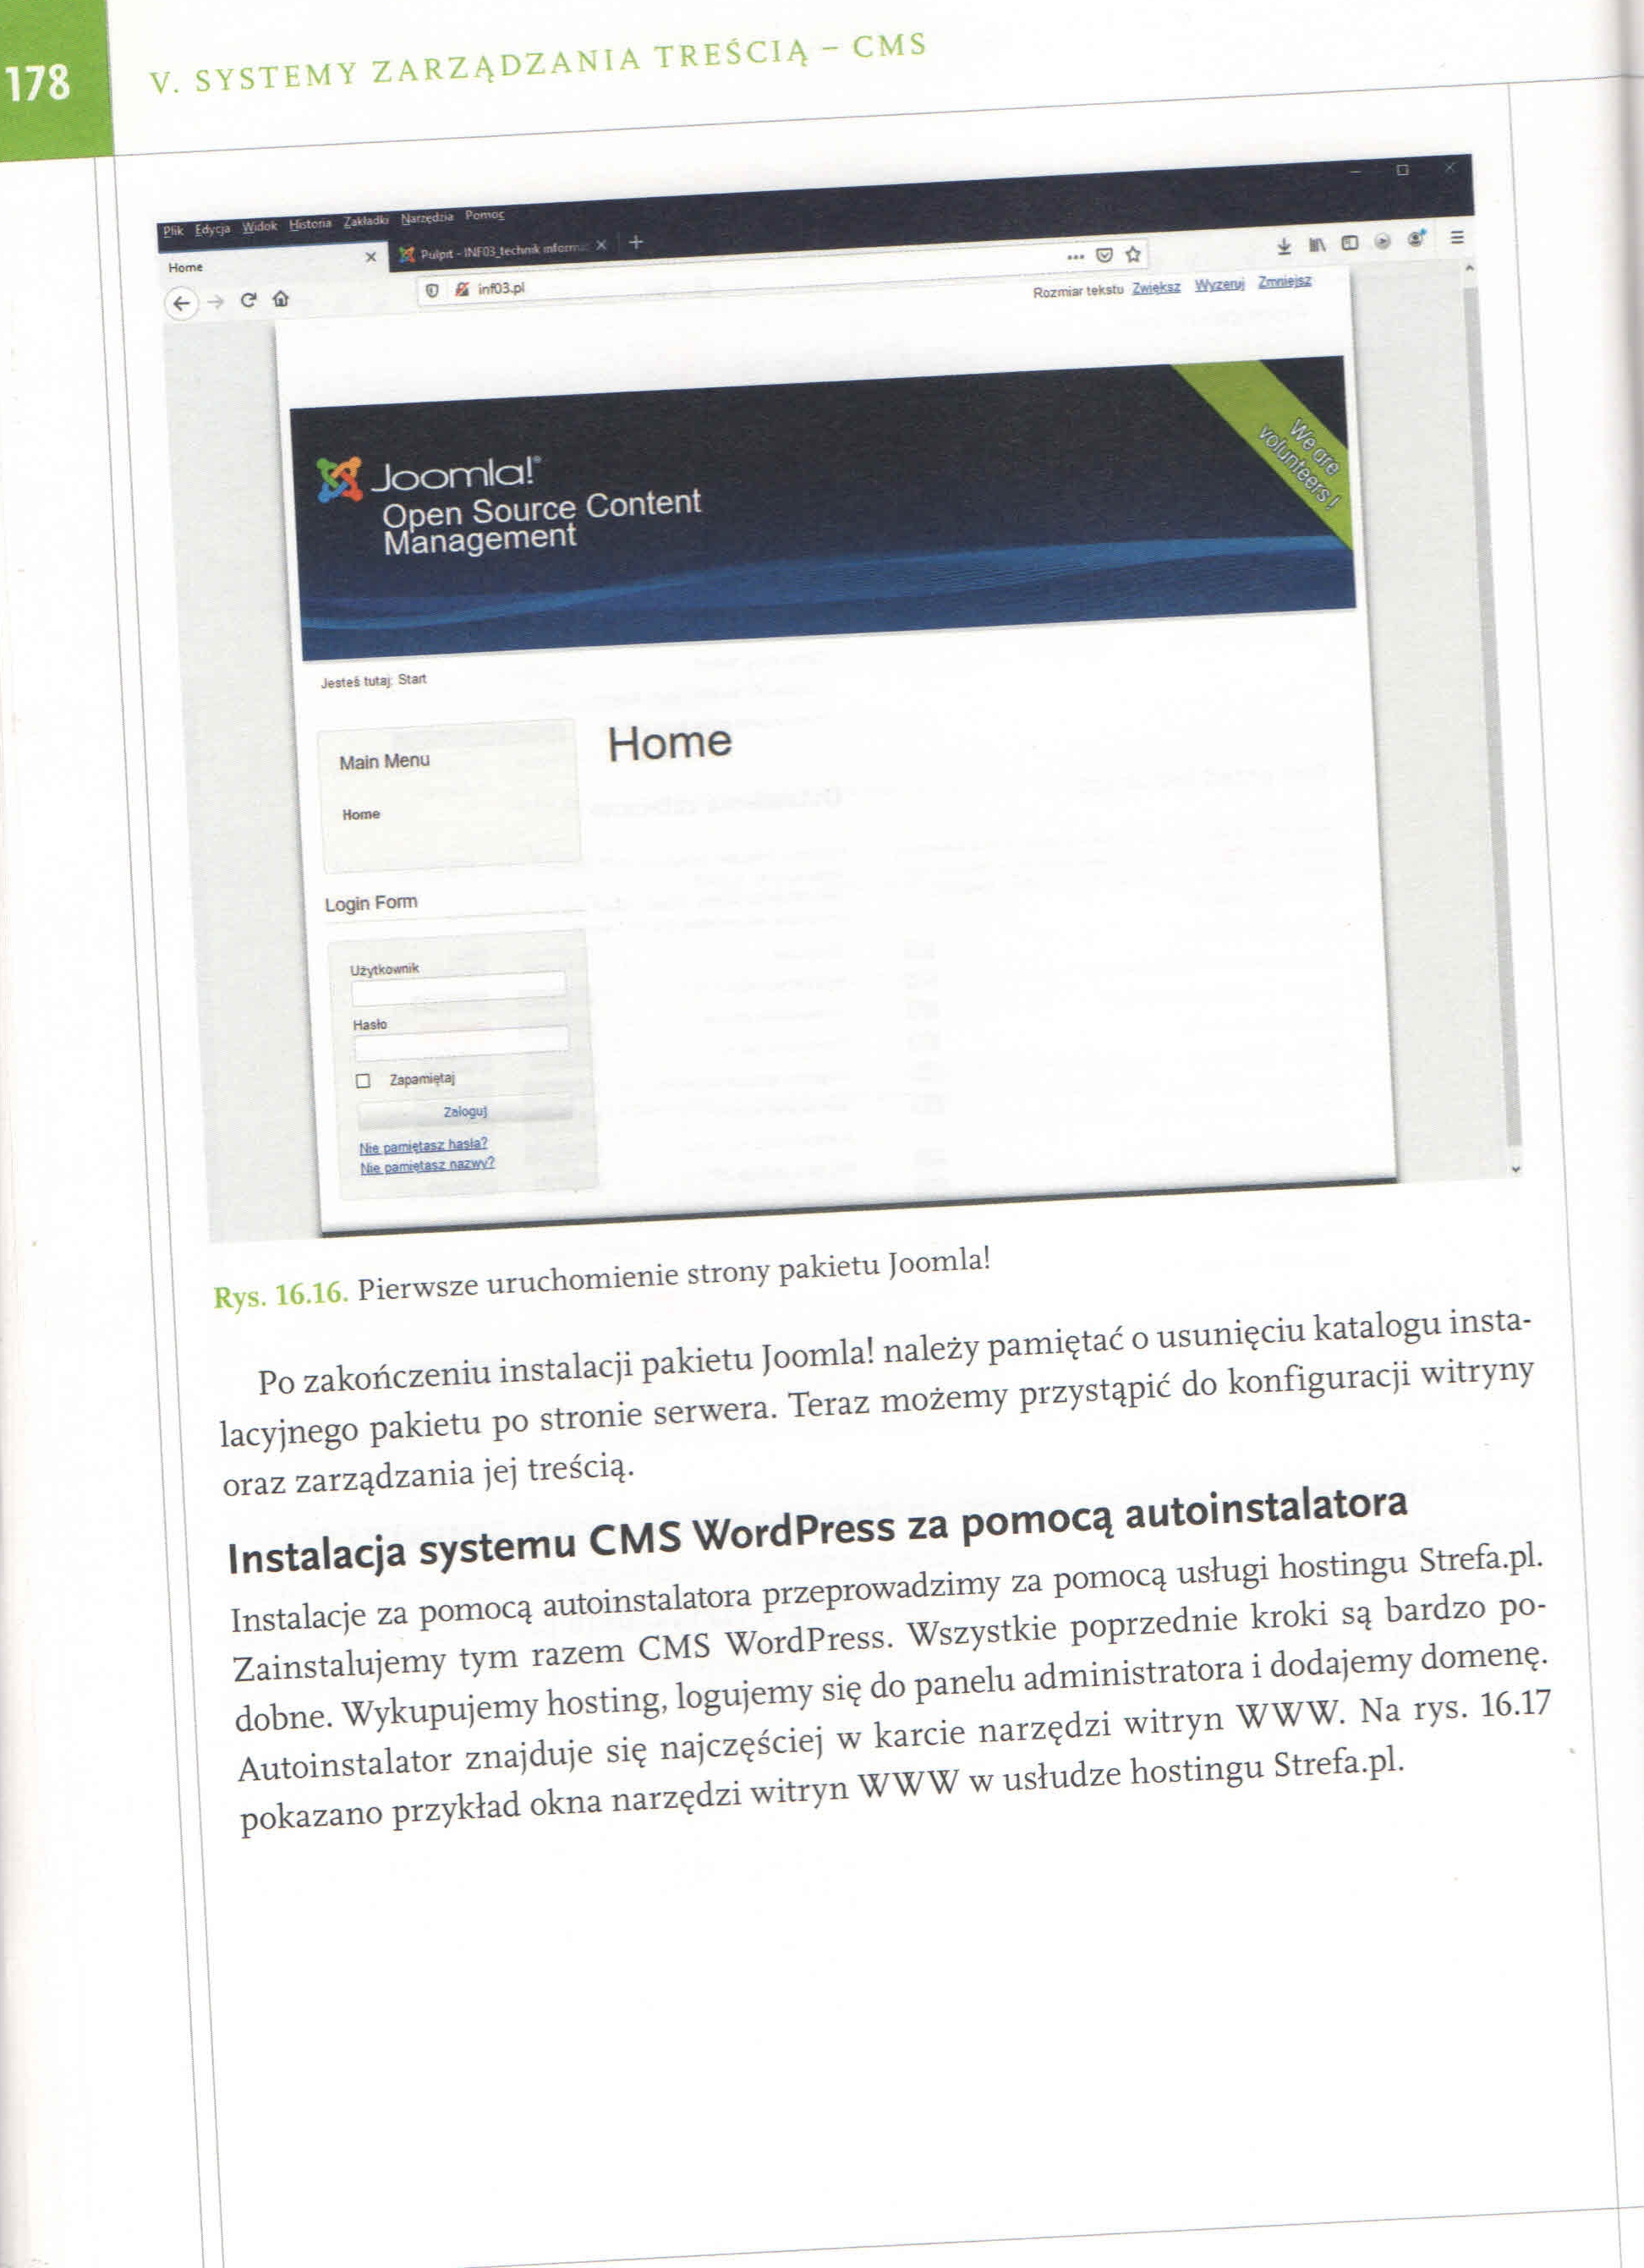 178
V. SYSTEMY ZARZĄDZANIA TREŚCIĄ – CMS
Plik Edycja Widok Historia Zakładki Narzędzia Pomoc
Home
Pulpit - INF03_technik inform
inf03.pl
Rozmiar tekstu Zwiększ Wyzeruj Zmniejsz
We are
volunteers!
Joomla!®
Open Source Content
Management
Jesteś tutaj: Start
Main Menu
Home
Home
Login Form
Użytkownik
Hasło
Zapamiętaj
Zaloguj
Nie pamiętasz hasła?
Nie pamiętasz nazwy?
Rys. 16.16. Pierwsze uruchomienie strony pakietu Joomla!
Po zakończeniu instalacji pakietu Joomla! należy pamiętać o usunięciu katalogu insta-
lacyjnego pakietu po stronie serwera. Teraz możemy przystąpić do konfiguracji witryny
oraz zarządzania jej treścią.
Instalacja systemu CMS WordPress za pomocą autoinstalatora
Instalacje za pomocą autoinstalatora przeprowadzimy za pomocą usługi hostingu Strefa.pl.
Zainstalujemy tym razem CMS WordPress. Wszystkie poprzednie kroki są bardzo po-
dobne. Wykupujemy hosting, logujemy się do panelu administratora i dodajemy domenę.
Autoinstalator znajduje się najczęściej w karcie narzędzi witryn WWW. Na rys. 16.17
pokazano przykład okna narzędzi witryn WWW w usłudze hostingu Strefa.pl.